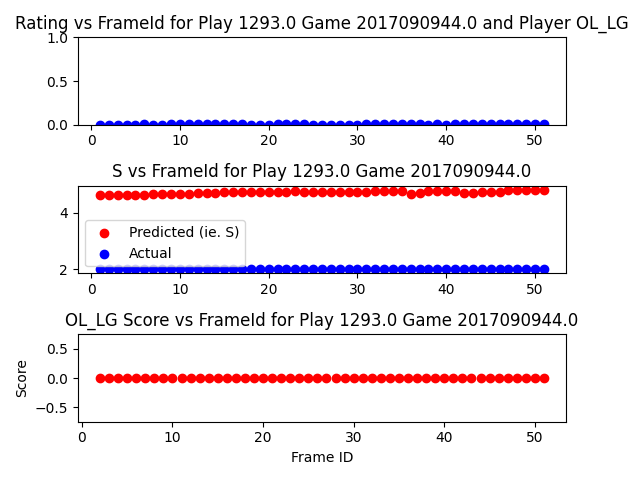 Rating vs FrameId for Play 1293.0 Game 2017090944.0 and Player OL_LG
1.0
0.5
0.0
0 10 20 30 40 50
S vs FrameId for Play 1293.0 Game 2017090944.0
4
2
Predicted (ie. S)
Actual
0 10 20 30 40 50
OL_LG Score vs FrameId for Play 1293.0 Game 2017090944.0
Score
0.5
0.0
−0.5
0 10 20 30 40 50
Frame ID